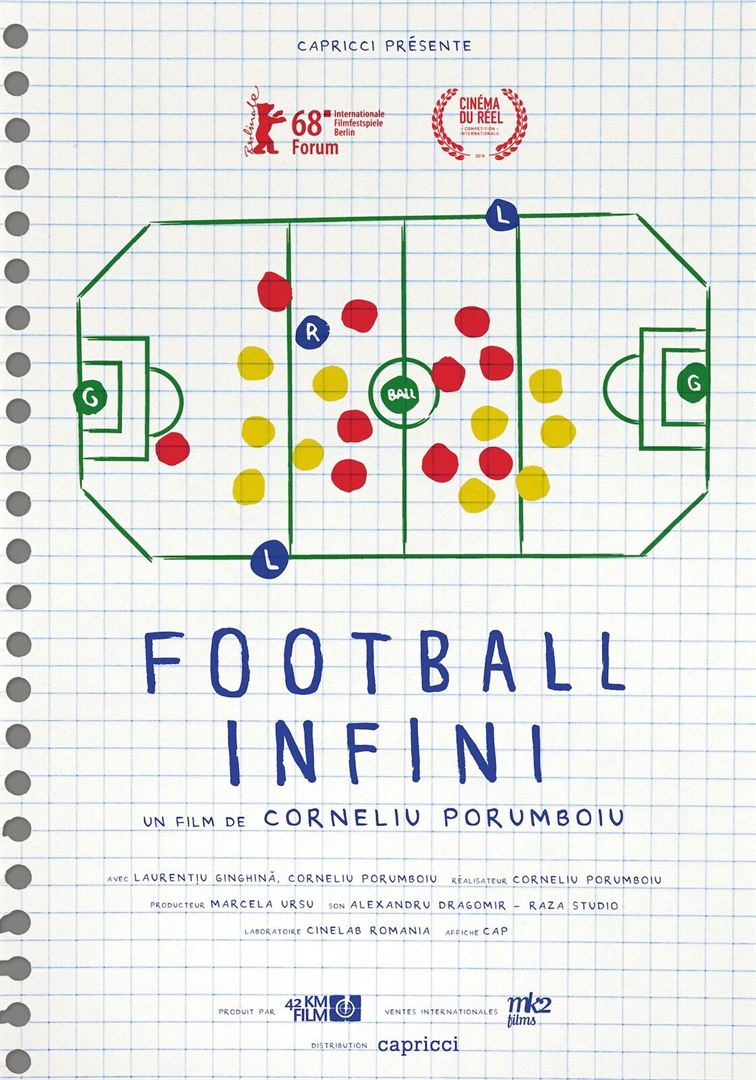 CAPRICCI PRÉSENTE
Berlinale
68 Internationale
Filmfestspiele
Berlin
Forum
CINÉMA
DU RÉEL
COMPÉTITION
INTERNATIONALE
2018
L
R
G
BALL
G
L
FOOTBALL
INFINI
UN FILM DE CORNELIU PORUMBOIU
AVEC LAURENȚIU GINGHINĂ, CORNELIU PORUMBOIU RÉALISATEUR CORNELIU PORUMBOIU
PRODUCTEUR MARCELA URSU SON ALEXANDRU DRAGOMIR – RAZA STUDIO
LABORATOIRE CINELAB ROMANIA AFFICHE CAP
PRODUIT PAR 42 KM FILM VENTES INTERNATIONALES mk2 films
DISTRIBUTION capricci